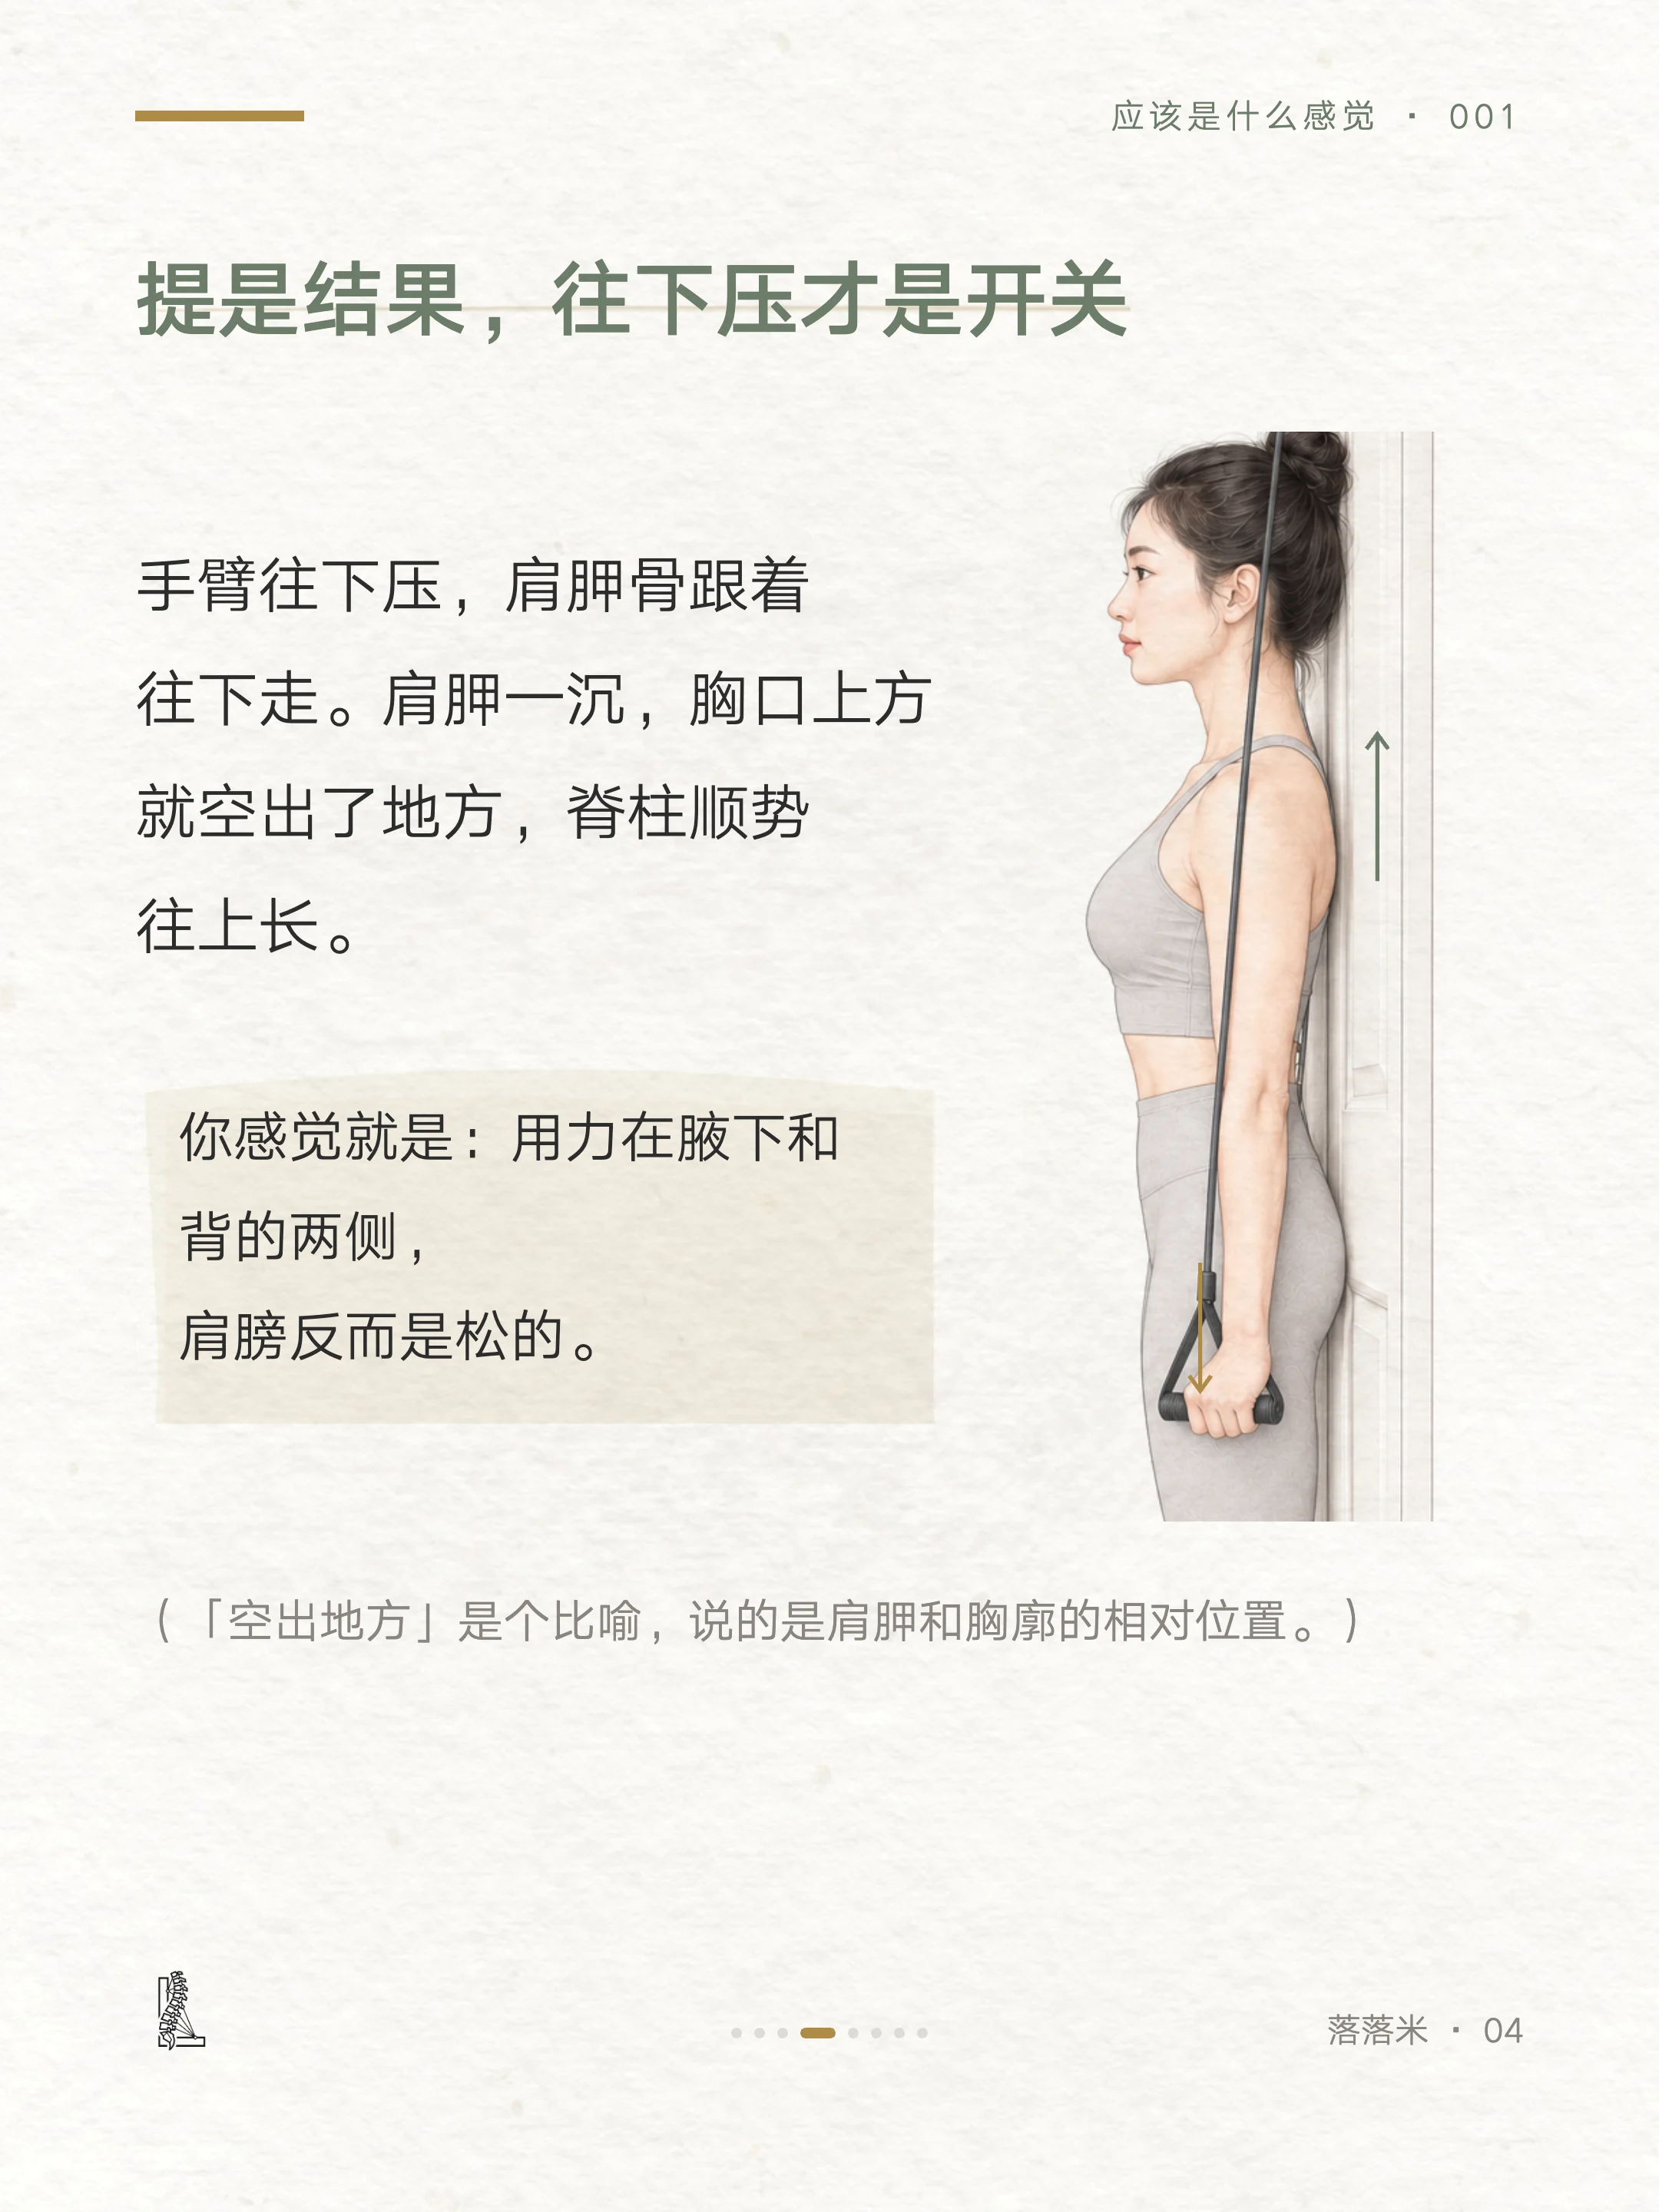 应该是什么感觉 · 001
提是结果，往下压才是开关
手臂往下压，肩胛骨跟着
往下走。肩胛一沉，胸口上方
就空出了地方，脊柱顺势
往上长。
你感觉就是：用力在腋下和
背的两侧，
肩膀反而是松的。
（「空出地方」是个比喻，说的是肩胛和胸廓的相对位置。）
落落米 · 04